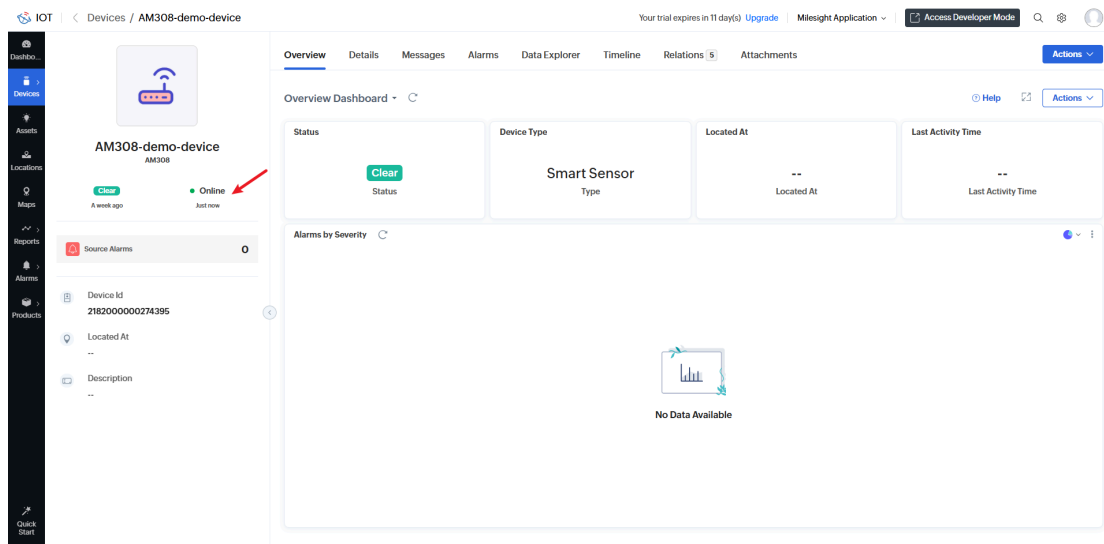 IOT
Devices / AM308-demo-device
Your trial expires in 11 day(s) Upgrade
Milesight Application
Access Developer Mode
Dashbo...
Devices
Assets
Locations
Maps
Reports
Alarms
Products
Quick
Start
AM308-demo-device
AM308
Clear
A week ago
Online
Just now
Source Alarms 0
Device Id
2182000000274395
Located At
--
Description
--
Overview Details Messages Alarms Data Explorer Timeline Relations 5 Attachments
Actions
Overview Dashboard
Help
Actions
Status
Clear
Status
Device Type
Smart Sensor
Type
Located At
--
Located At
Last Activity Time
--
Last Activity Time
Alarms by Severity
No Data Available